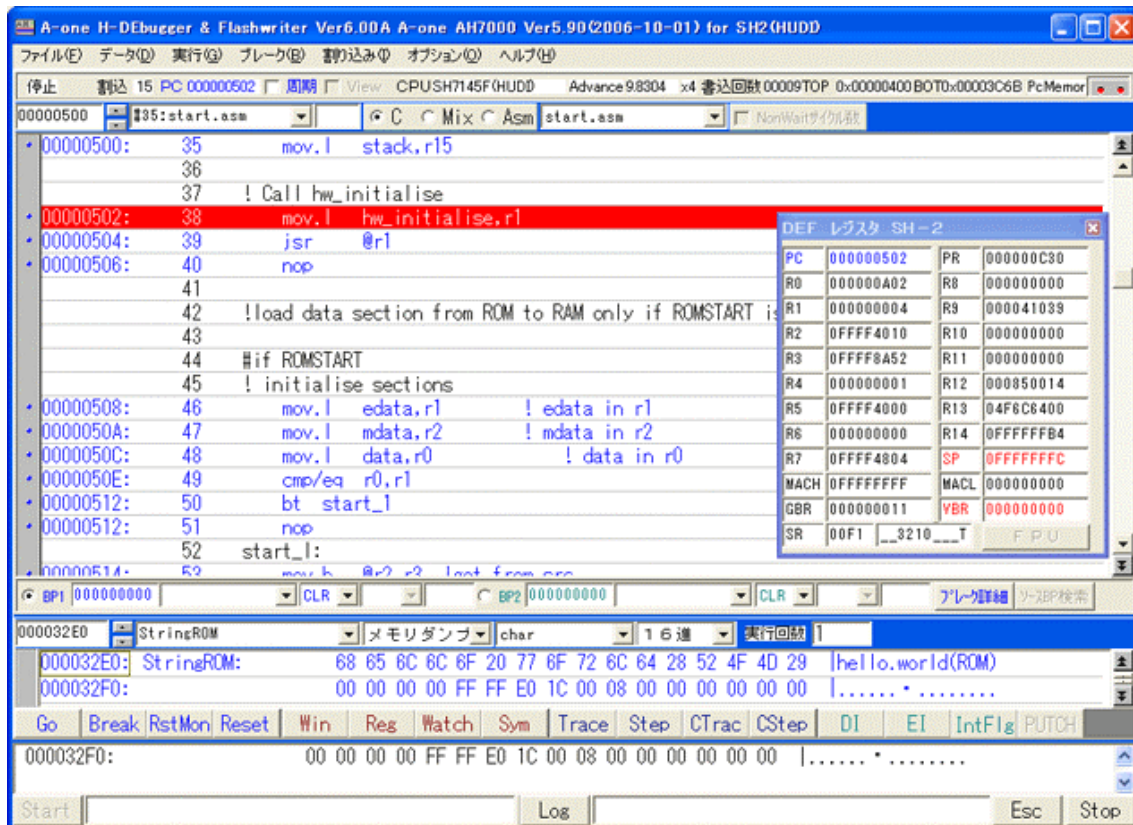 A-one H-DEbugger & Flashwriter Ver6.00A A-one AH7000 Ver5.90(2006-10-01) for SH2(HUDI)
ファイル(F) データ(D) 実行(G) ブレーク(B) 割り込み(I) オプション(O) ヘルプ(H)
停止 割込 15 PC 000000502 周期 View CPUSH7145F(HUDI) Advance 9.8304 x4 書込回数 00009TOP 0x00000400 BOT0x00003C6B PcMemor
00000500 #35:start.asm C Mix Asm start.asm NonWaitサイクル数
00000500: 35 mov.l stack,r15
36
37 ! Call hw_initialise
00000502: 38 mov.l hw_initialise,r1
00000504: 39 jsr @r1
00000506: 40 nop
41
42 !load data section from ROM to RAM only if ROMSTART is
43
44 #if ROMSTART
45 ! initialise sections
00000508: 46 mov.l edata,r1 ! edata in r1
0000050A: 47 mov.l mdata,r2 ! mdata in r2
0000050C: 48 mov.l data,r0 ! data in r0
0000050E: 49 cmp/eq r0,r1
00000512: 50 bt start_l
00000512: 51 nop
52 start_l:
00000514: 53 mov.b @r2,r3
DEF レジスタ SH-2
PC 000000502 PR 000000C30
R0 000000A02 R8 000000000
R1 000000004 R9 000041039
R2 0FFFF4010 R10 000000000
R3 0FFFF8A52 R11 000000000
R4 000000001 R12 000850014
R5 0FFFF4000 R13 04F6C6400
R6 000000000 R14 0FFFFFFB4
R7 0FFFF4804 SP 0FFFFFFFC
MACH 0FFFFFFFF MACL 000000000
GBR 000000011 VBR 000000000
SR 00F1 __3210___T FPU
BP1 000000000 CLR BP2 000000000 CLR ブレーク詳細 ソースBP検索
000032E0 StringROM メモリダンプ char 16進 実行回数 1
000032E0: StringROM: 68 65 6C 6C 6F 20 77 6F 72 6C 64 28 52 4F 4D 29 |hello.world(ROM)
000032F0: 00 00 00 00 FF FF E0 1C 00 08 00 00 00 00 00 00 |......・........
Go Break RstMon Reset Win Reg Watch Sym Trace Step CTrac CStep DI EI IntFlg PUTCH
000032F0: 00 00 00 00 FF FF E0 1C 00 08 00 00 00 00 00 00 |......・........
Start Log Esc Stop